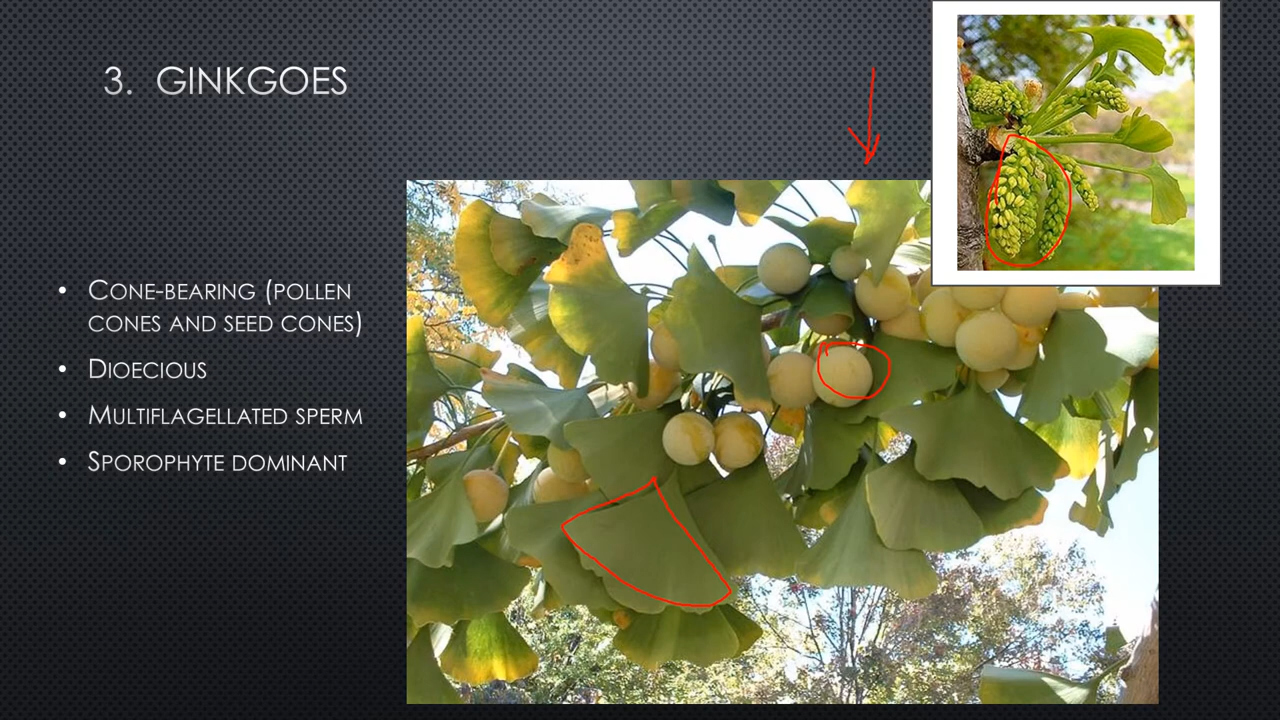 3. GINKGOES
• CONE-BEARING (POLLEN
CONES AND SEED CONES)
• DIOECIOUS
• MULTIFLAGELLATED SPERM
• SPOROPHYTE DOMINANT